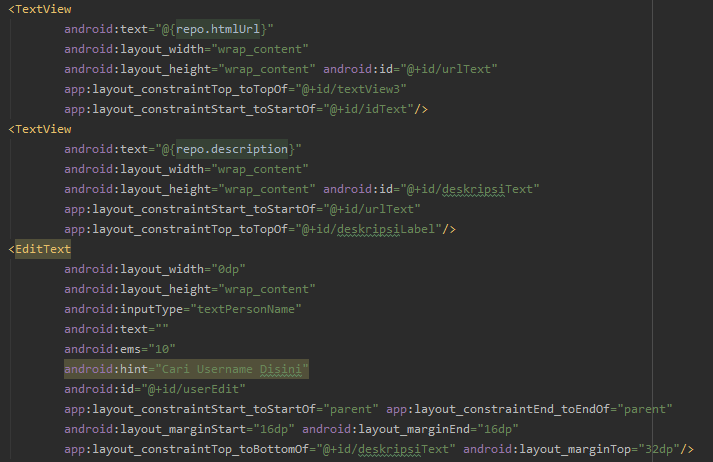 <TextView
android:text="@{repo.htmlUrl}"
android:layout_width="wrap_content"
android:layout_height="wrap_content" android:id="@+id/urlText"
app:layout_constraintTop_toTopOf="@+id/textView3"
app:layout_constraintStart_toStartOf="@+id/idText"/>
<TextView
android:text="@{repo.description}"
android:layout_width="wrap_content"
android:layout_height="wrap_content" android:id="@+id/deskripsiText"
app:layout_constraintStart_toStartOf="@+id/urlText"
app:layout_constraintTop_toTopOf="@+id/deskripsiLabel"/>
<EditText
android:layout_width="0dp"
android:layout_height="wrap_content"
android:inputType="textPersonName"
android:text=""
android:ems="10"
android:hint="Cari Username Disini"
android:id="@+id/userEdit"
app:layout_constraintStart_toStartOf="parent" app:layout_constraintEnd_toEndOf="parent"
android:layout_marginStart="16dp" android:layout_marginEnd="16dp"
app:layout_constraintTop_toBottomOf="@+id/deskripsiText" android:layout_marginTop="32dp"/>